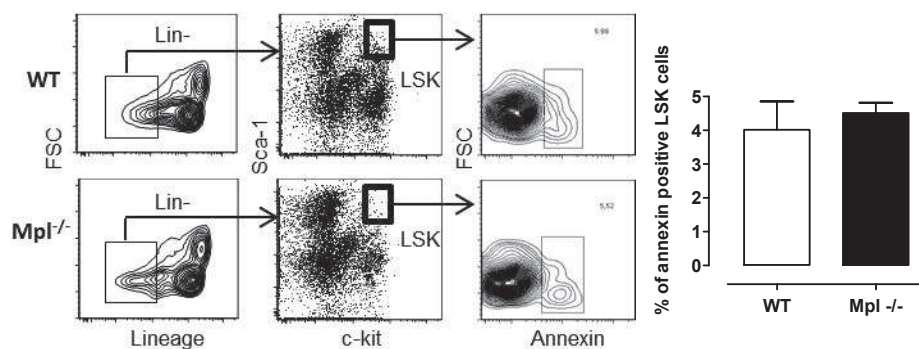 Lin-
WT
FSC
Sca-1
LSK
FSC
5.99
Lin-
Mpl-/-
LSK
5,52
Lineage
c-kit
Annexin
% of annexin positive LSK cells
5
4
3
2
1
0
WT
Mpl -/-